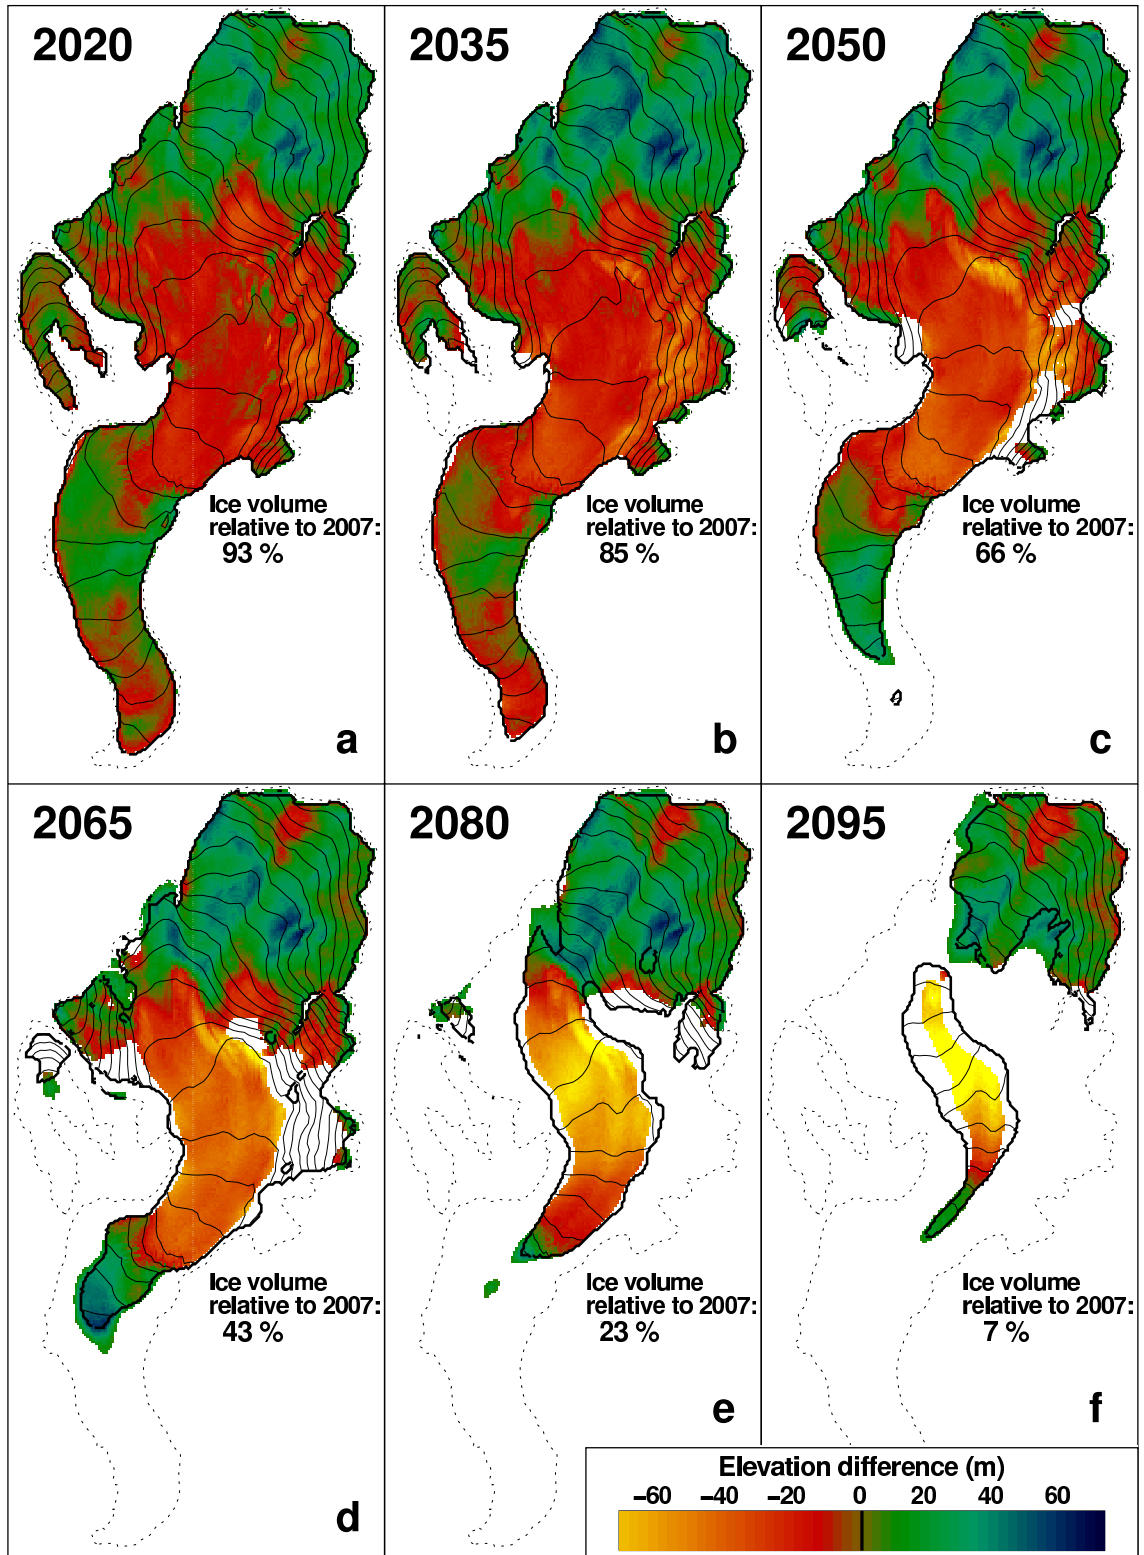 2020
Ice volume
relative to 2007:
93 %
a
2035
Ice volume
relative to 2007:
85 %
b
2050
Ice volume
relative to 2007:
66 %
c
2065
Ice volume
relative to 2007:
43 %
d
2080
Ice volume
relative to 2007:
23 %
e
2095
Ice volume
relative to 2007:
7 %
f
Elevation difference (m)
−60 −40 −20 0 20 40 60